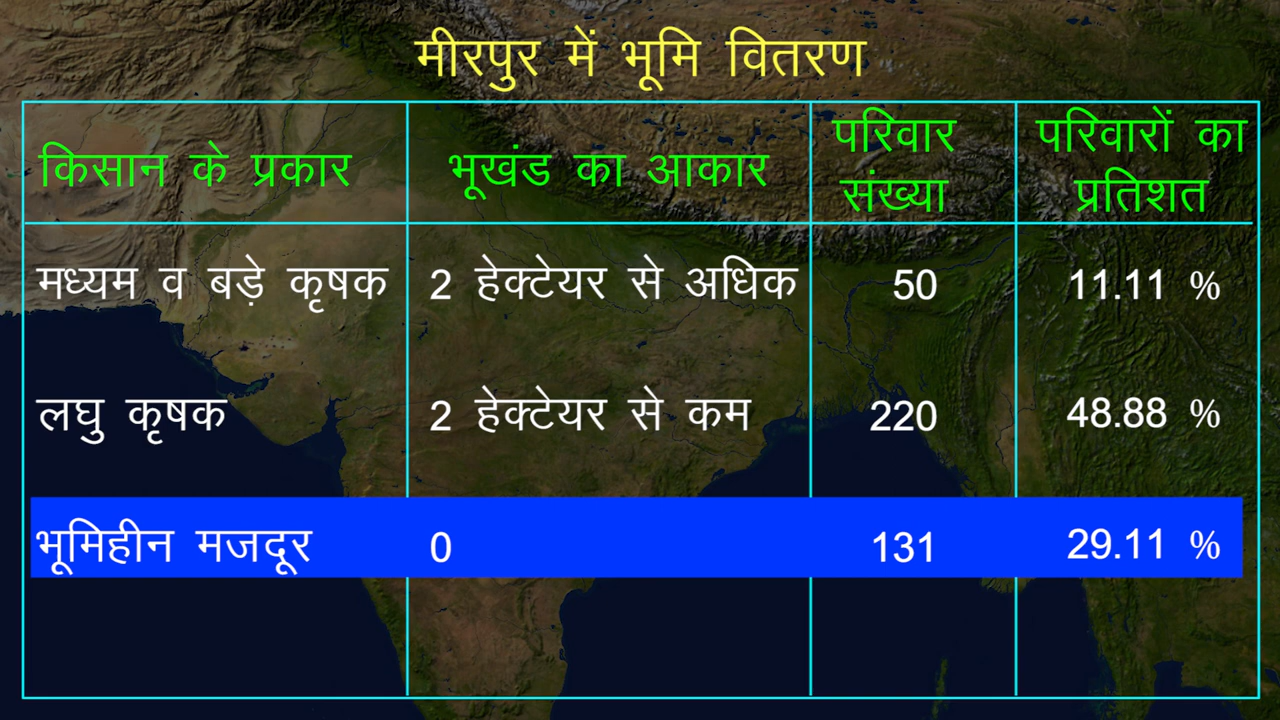 मीरपुर में भूमि वितरण
किसान के प्रकार भूखंड का आकार परिवार संख्या परिवारों का प्रतिशत
मध्यम व बड़े कृषक 2 हेक्टेयर से अधिक 50 11.11 %
लघु कृषक 2 हेक्टेयर से कम 220 48.88 %
भूमिहीन मजदूर 0 131 29.11 %